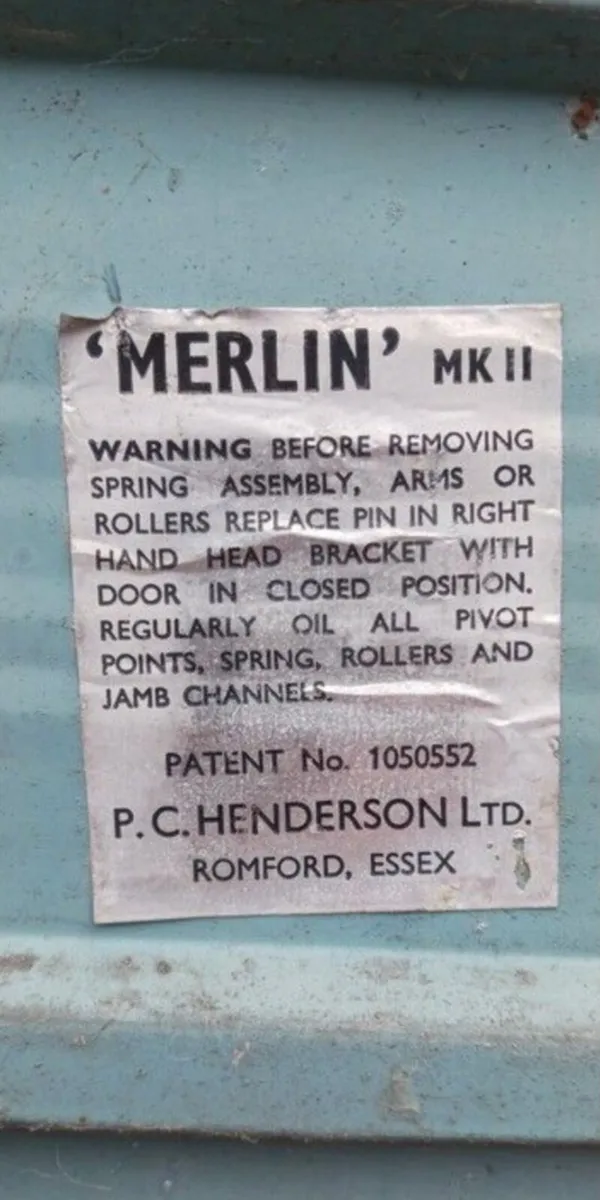 ‘MERLIN’ MK II
WARNING BEFORE REMOVING
SPRING ASSEMBLY, ARMS OR
ROLLERS REPLACE PIN IN RIGHT
HAND HEAD BRACKET WITH
DOOR IN CLOSED POSITION.
REGULARLY OIL ALL PIVOT
POINTS, SPRING, ROLLERS AND
JAMB CHANNELS.
PATENT No. 1050552
P. C. HENDERSON LTD.
ROMFORD, ESSEX